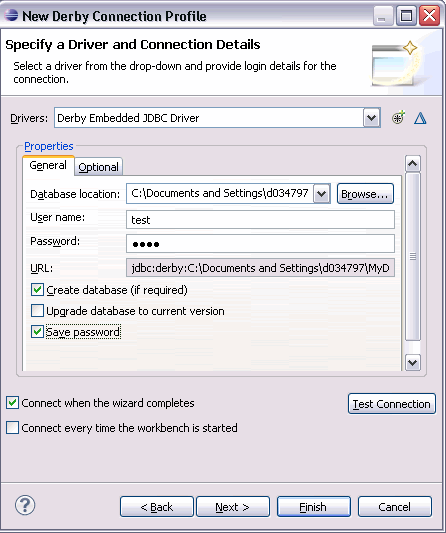 New Derby Connection Profile
Specify a Driver and Connection Details
Select a driver from the drop-down and provide login details for the
connection.
Drivers: Derby Embedded JDBC Driver
Properties
General Optional
Database location: C:\Documents and Settings\d034797 Browse...
User name: test
Password: ●●●●
URL: jdbc:derby:C:\Documents and Settings\d034797\MyD
Create database (if required)
Upgrade database to current version
Save password
Connect when the wizard completes Test Connection
Connect every time the workbench is started
? < Back Next > Finish Cancel